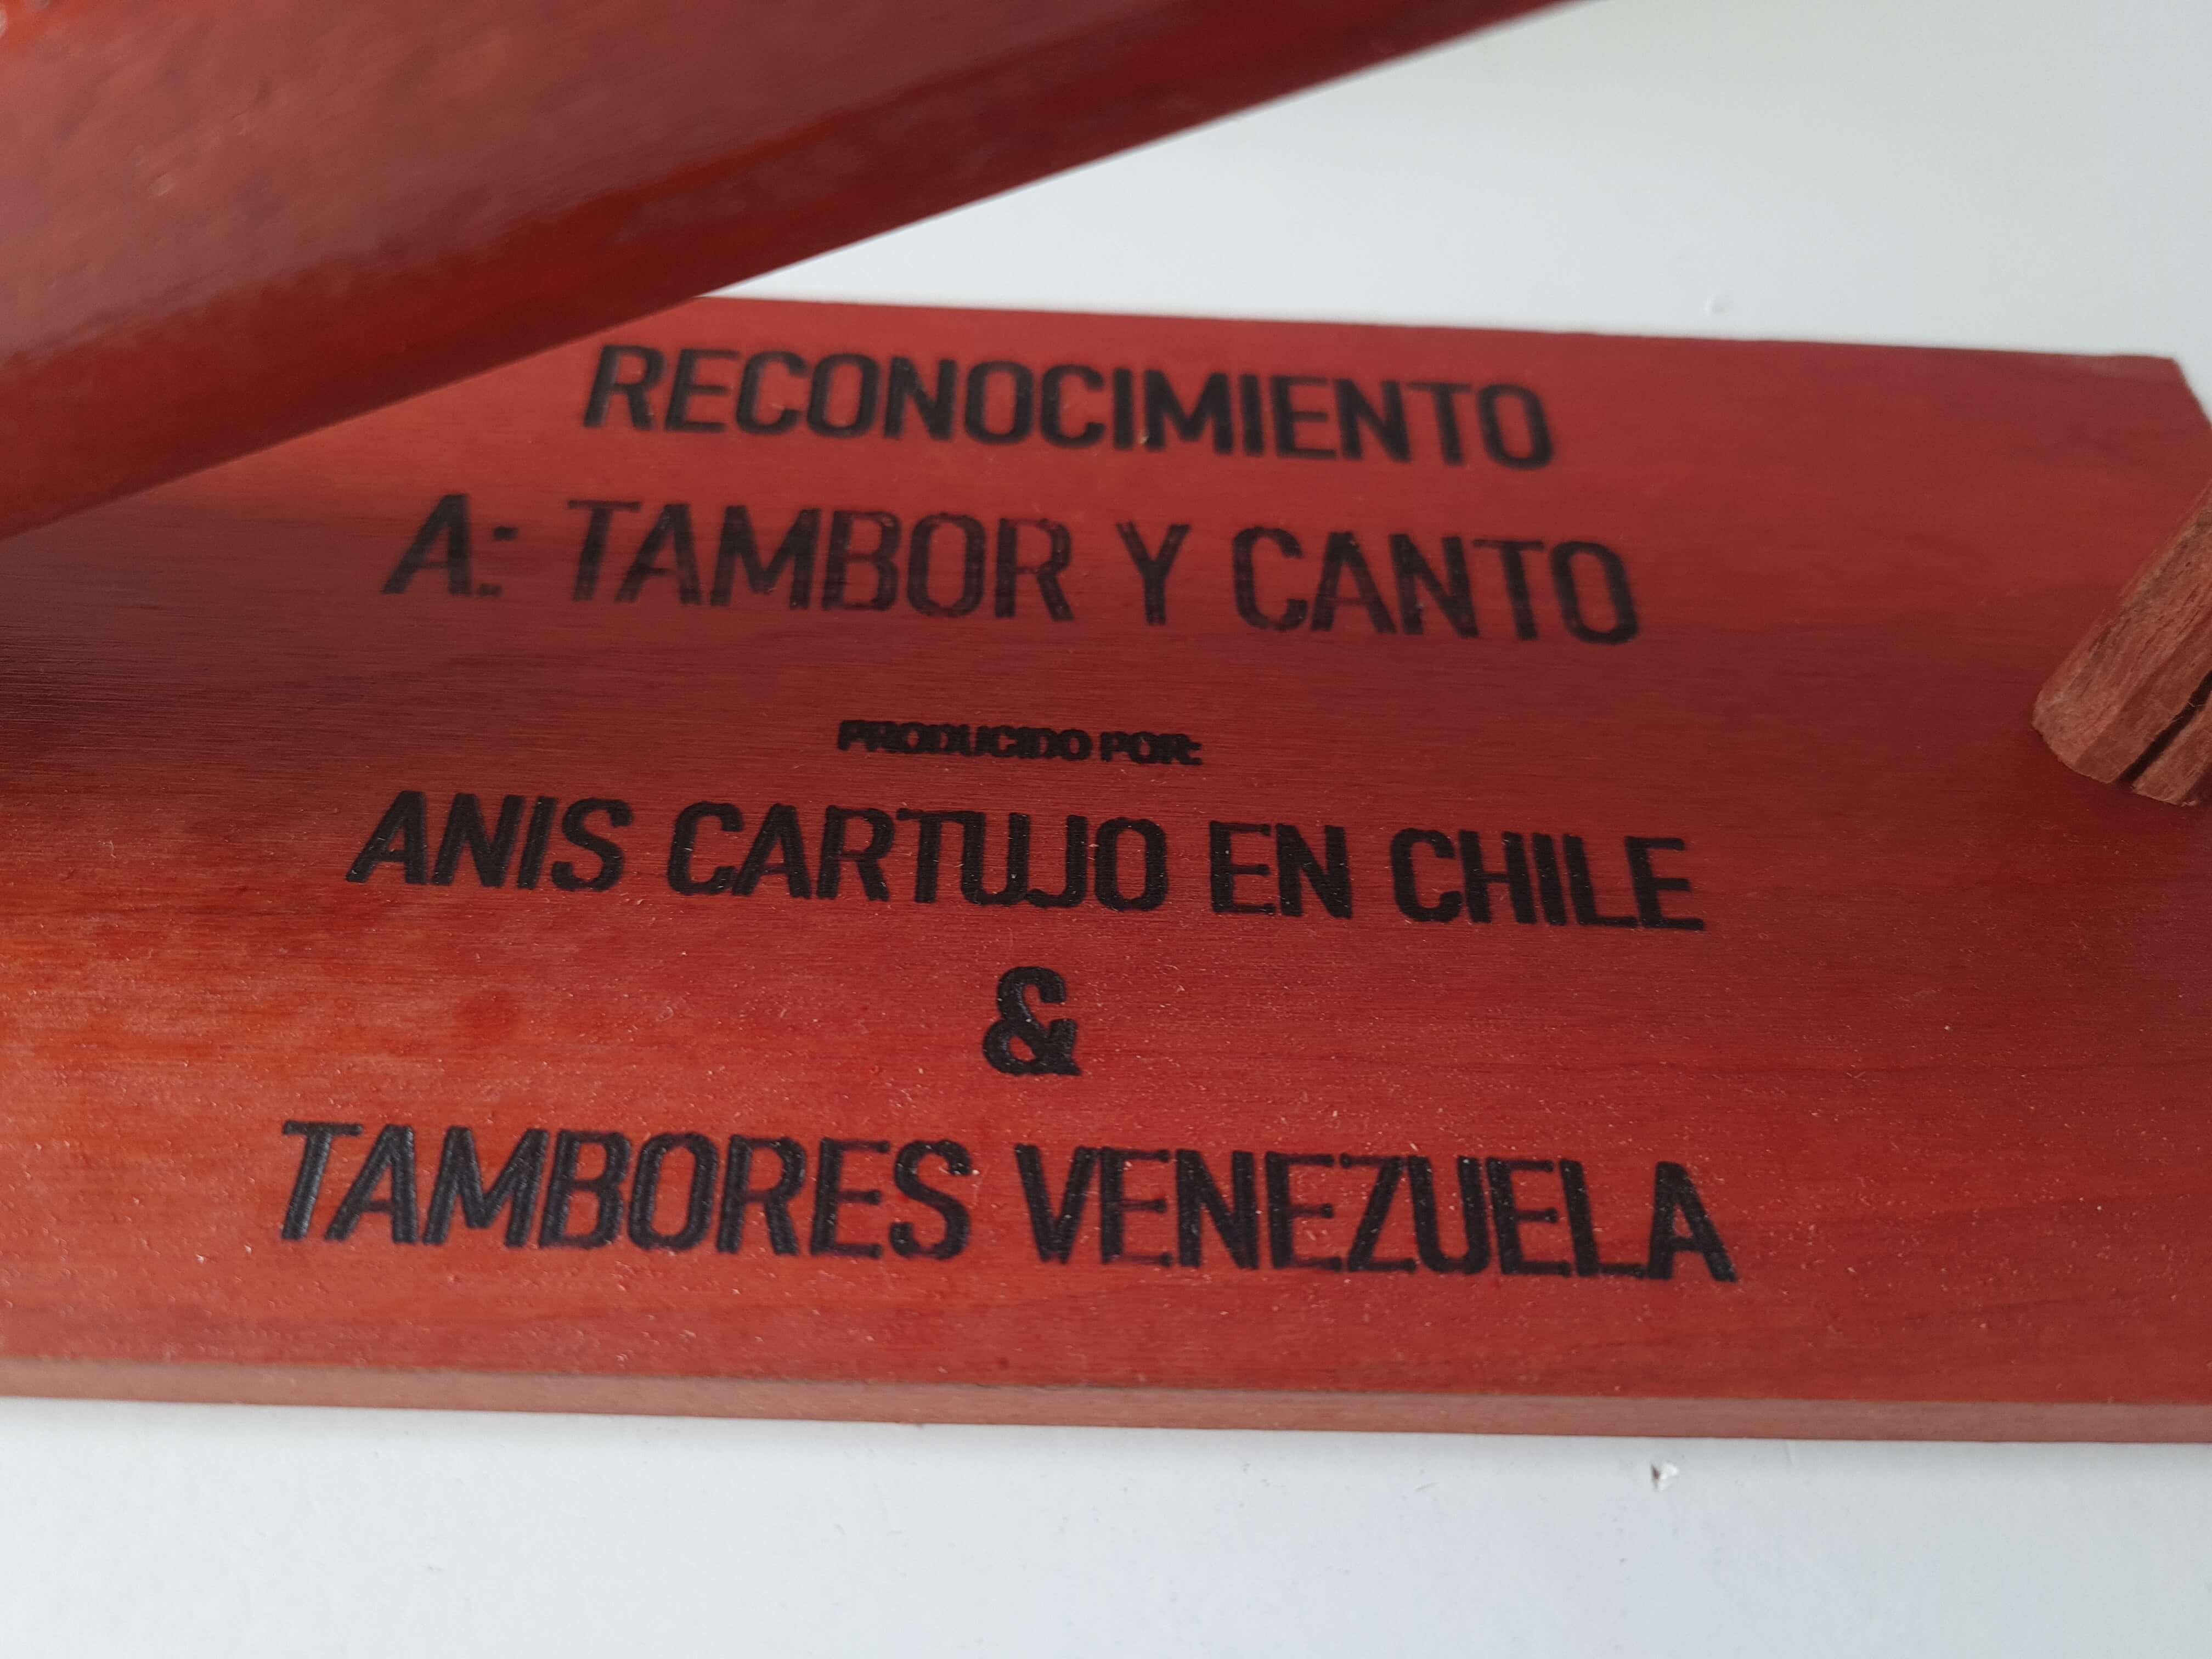 RECONOCIMIENTO
A: TAMBOR Y CANTO
PRODUCIDO POR:
ANIS CARTUJO EN CHILE
&
TAMBORES VENEZUELA